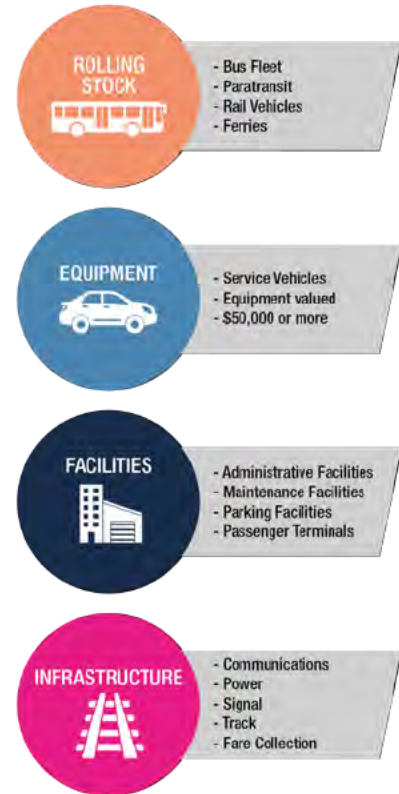 ROLLING
STOCK
- Bus Fleet
- Paratransit
- Rail Vehicles
- Ferries
EQUIPMENT
- Service Vehicles
- Equipment valued
- $50,000 or more
FACILITIES
- Administrative Facilities
- Maintenance Facilities
- Parking Facilities
- Passenger Terminals
INFRASTRUCTURE
- Communications
- Power
- Signal
- Track
- Fare Collection